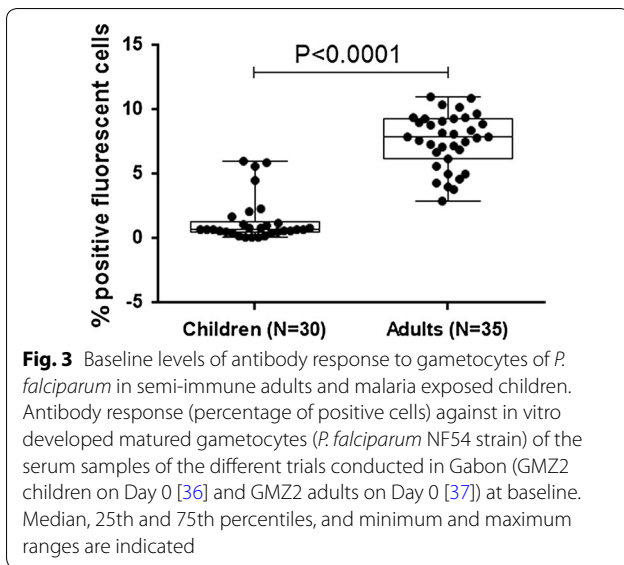 15
P<0.0001
10
5
0
-5
% positive fluorescent cells
Children (N=30) Adults (N=35)
Fig. 3 Baseline levels of antibody response to gametocytes of P.
falciparum in semi-immune adults and malaria exposed children.
Antibody response (percentage of positive cells) against in vitro
developed matured gametocytes (P. falciparum NF54 strain) of the
serum samples of the different trials conducted in Gabon (GMZ2
children on Day 0 [36] and GMZ2 adults on Day 0 [37]) at baseline.
Median, 25th and 75th percentiles, and minimum and maximum
ranges are indicated